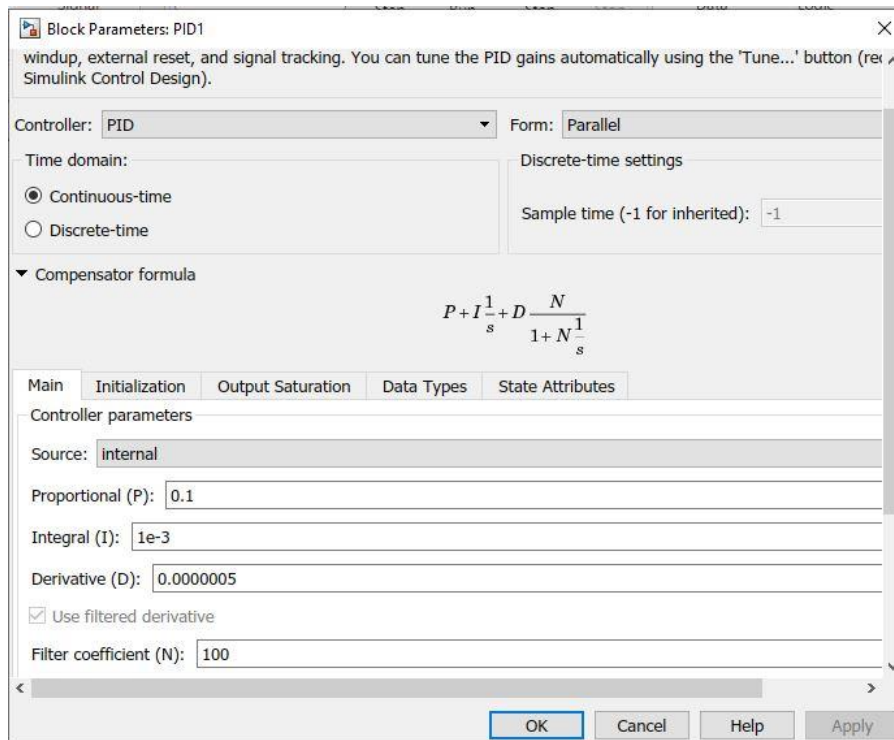 Block Parameters: PID1
windup, external reset, and signal tracking. You can tune the PID gains automatically using the 'Tune...' button (rec
Simulink Control Design).
Controller: PID Form: Parallel
Time domain: Discrete-time settings
Continuous-time
Sample time (-1 for inherited): -1
Discrete-time
Compensator formula
P + I 1/s + D N/(1 + N 1/s)
Main Initialization Output Saturation Data Types State Attributes
Controller parameters
Source: internal
Proportional (P): 0.1
Integral (I): 1e-3
Derivative (D): 0.0000005
Use filtered derivative
Filter coefficient (N): 100
OK Cancel Help Apply